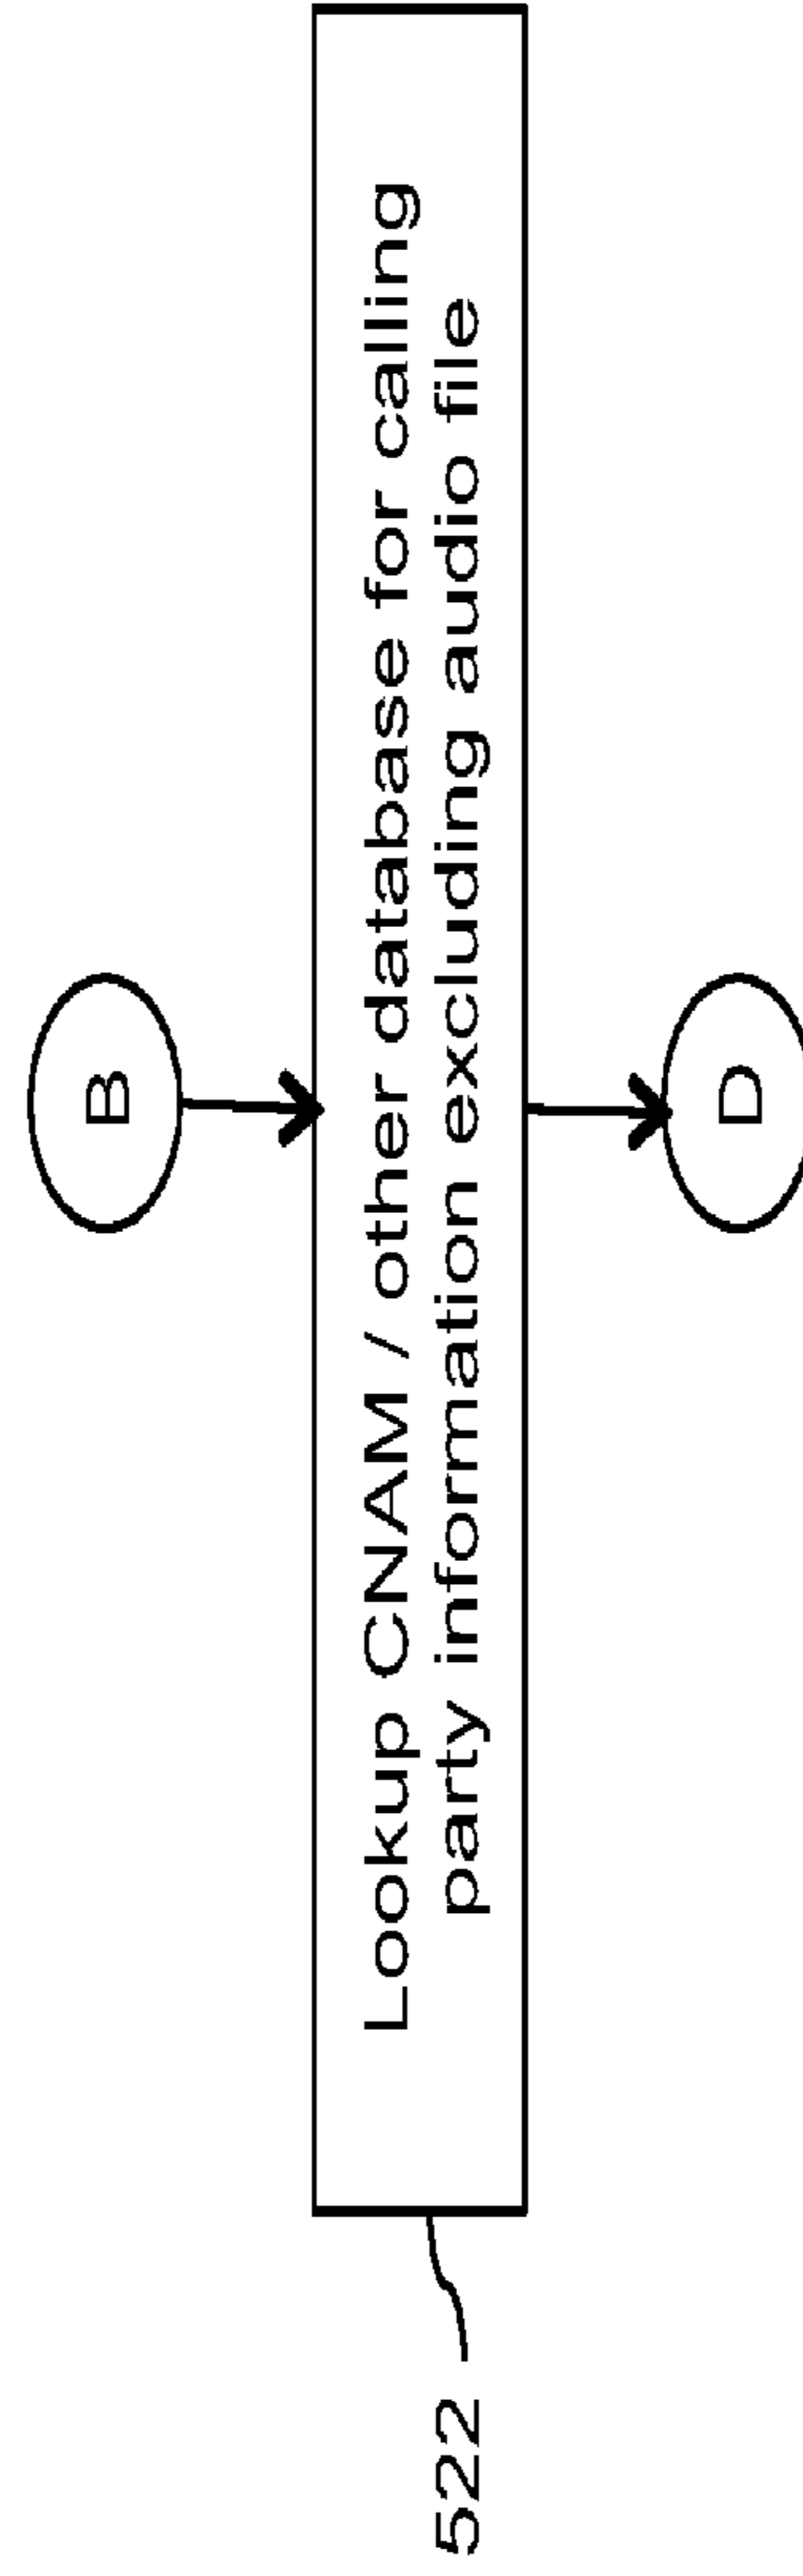 B
Lookup CNAM / other database for calling
party information excluding audio file
522
D